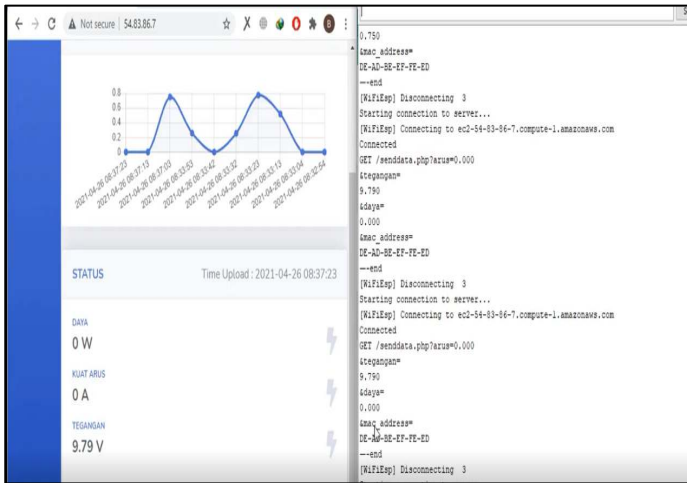 Not secure
54.83.86.7
0.8
0.6
0.4
0.2
0
2021-04-26 08:37:23
2021-04-26 08:37:13
2021-04-26 08:37:03
2021-04-26 08:33:53
2021-04-26 08:33:42
2021-04-26 08:33:32
2021-04-26 08:33:23
2021-04-26 08:33:13
2021-04-26 08:33:04
2021-04-26 08:32:54
STATUS
Time Upload : 2021-04-26 08:37:23
DAYA
0 W
KUAT ARUS
0 A
TEGANGAN
9.79 V
0.750
&mac_address=
DE-AD-BE-EF-FE-ED
--end
[WiFiEsp] Disconnecting 3
Starting connection to server...
[WiFiEsp] Connecting to ec2-54-83-86-7.compute-1.amazonaws.com
Connected
GET /senddata.php?arus=0.000
&tegangan=
9.790
&daya=
0.000
&mac_address=
DE-AD-BE-EF-FE-ED
--end
[WiFiEsp] Disconnecting 3
Starting connection to server...
[WiFiEsp] Connecting to ec2-54-83-86-7.compute-1.amazonaws.com
Connected
GET /senddata.php?arus=0.000
&tegangan=
9.790
&daya=
0.000
&mac_address=
DE-AD-BE-EF-FE-ED
--end
[WiFiEsp] Disconnecting 3